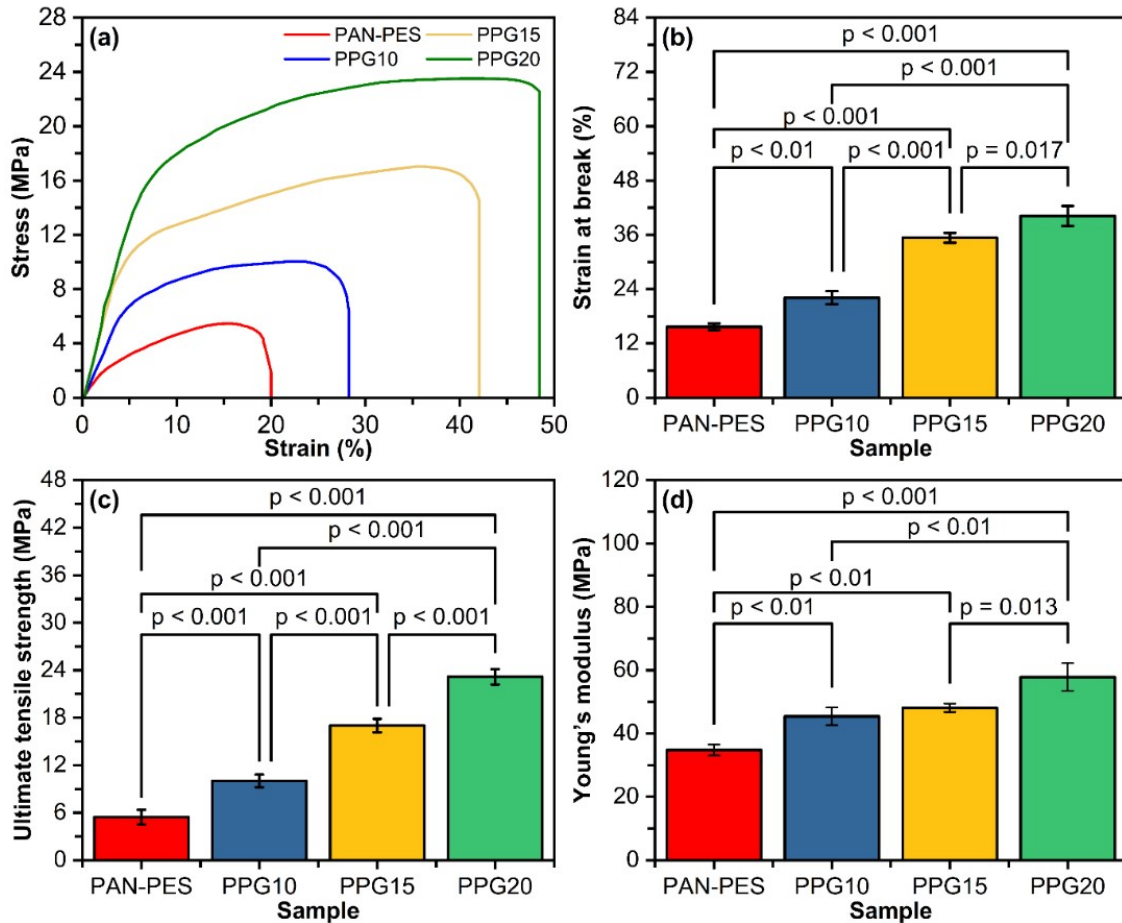 (a)
PAN-PES
PPG15
PPG10
PPG20
Stress (MPa)
28
24
20
16
12
8
4
0
0 10 20 30 40 50
Strain (%)
(b)
p < 0.001
p < 0.001
p < 0.001
p < 0.01 p < 0.001 p = 0.017
Strain at break (%)
84
72
60
48
36
24
12
0
PAN-PES PPG10 PPG15 PPG20
Sample
(c)
p < 0.001
p < 0.001
p < 0.001
p < 0.001 p < 0.001 p < 0.001
Ultimate tensile strength (MPa)
48
42
36
30
24
18
12
6
0
PAN-PES PPG10 PPG15 PPG20
Sample
(d)
p < 0.001
p < 0.01
p < 0.01
p < 0.01 p = 0.013
Young's modulus (MPa)
120
100
80
60
40
20
0
PAN-PES PPG10 PPG15 PPG20
Sample